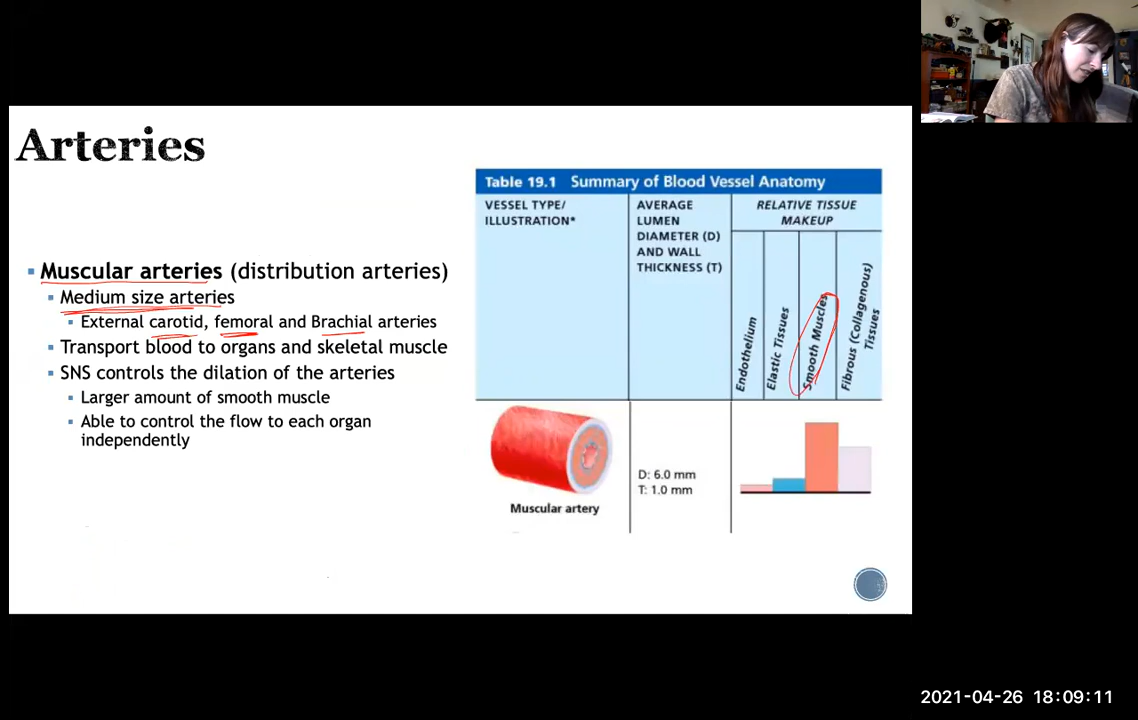 Arteries
Muscular arteries (distribution arteries)
Medium size arteries
External carotid, femoral and Brachial arteries
Transport blood to organs and skeletal muscle
SNS controls the dilation of the arteries
Larger amount of smooth muscle
Able to control the flow to each organ
independently
Table 19.1 Summary of Blood Vessel Anatomy
VESSEL TYPE/
ILLUSTRATION*
AVERAGE
LUMEN
DIAMETER (D)
AND WALL
THICKNESS (T)
RELATIVE TISSUE
MAKEUP
Endothelium
Elastic Tissues
Smooth Muscles
Fibrous (Collagenous)
Tissues
Muscular artery
D: 6.0 mm
T: 1.0 mm
2021-04-26 18:09:11